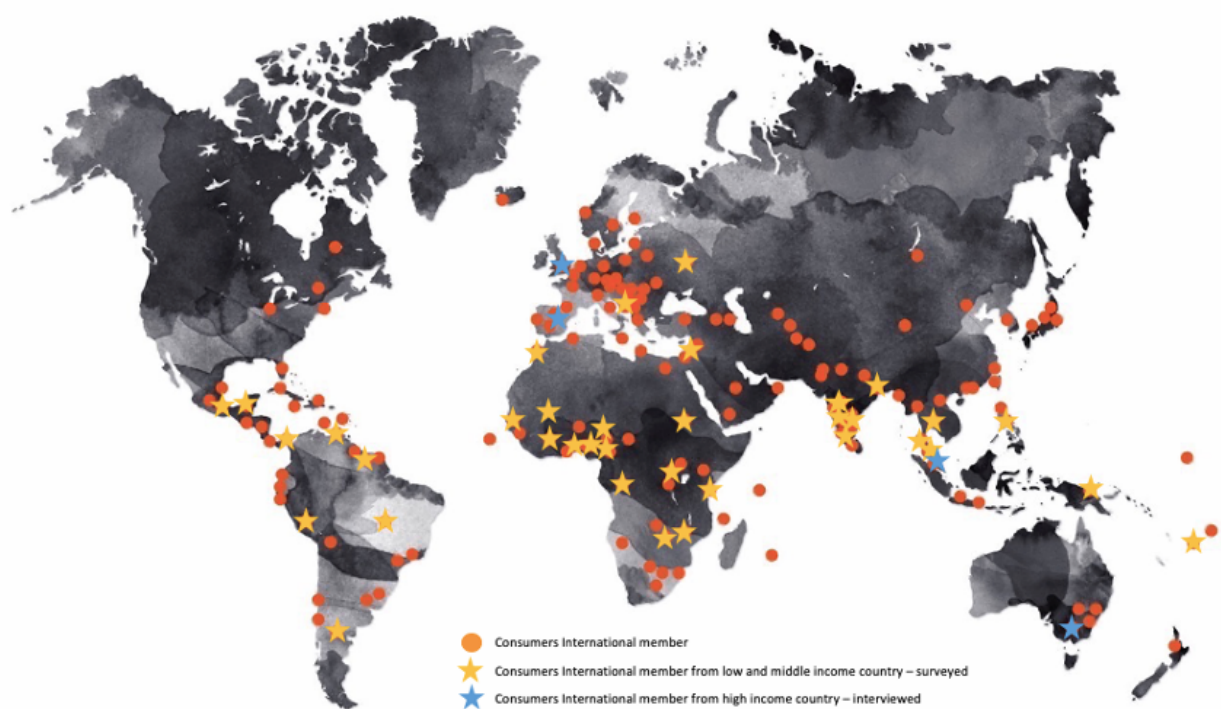 Consumers International member
Consumers International member from low and middle income country – surveyed
Consumers International member from high income country – interviewed